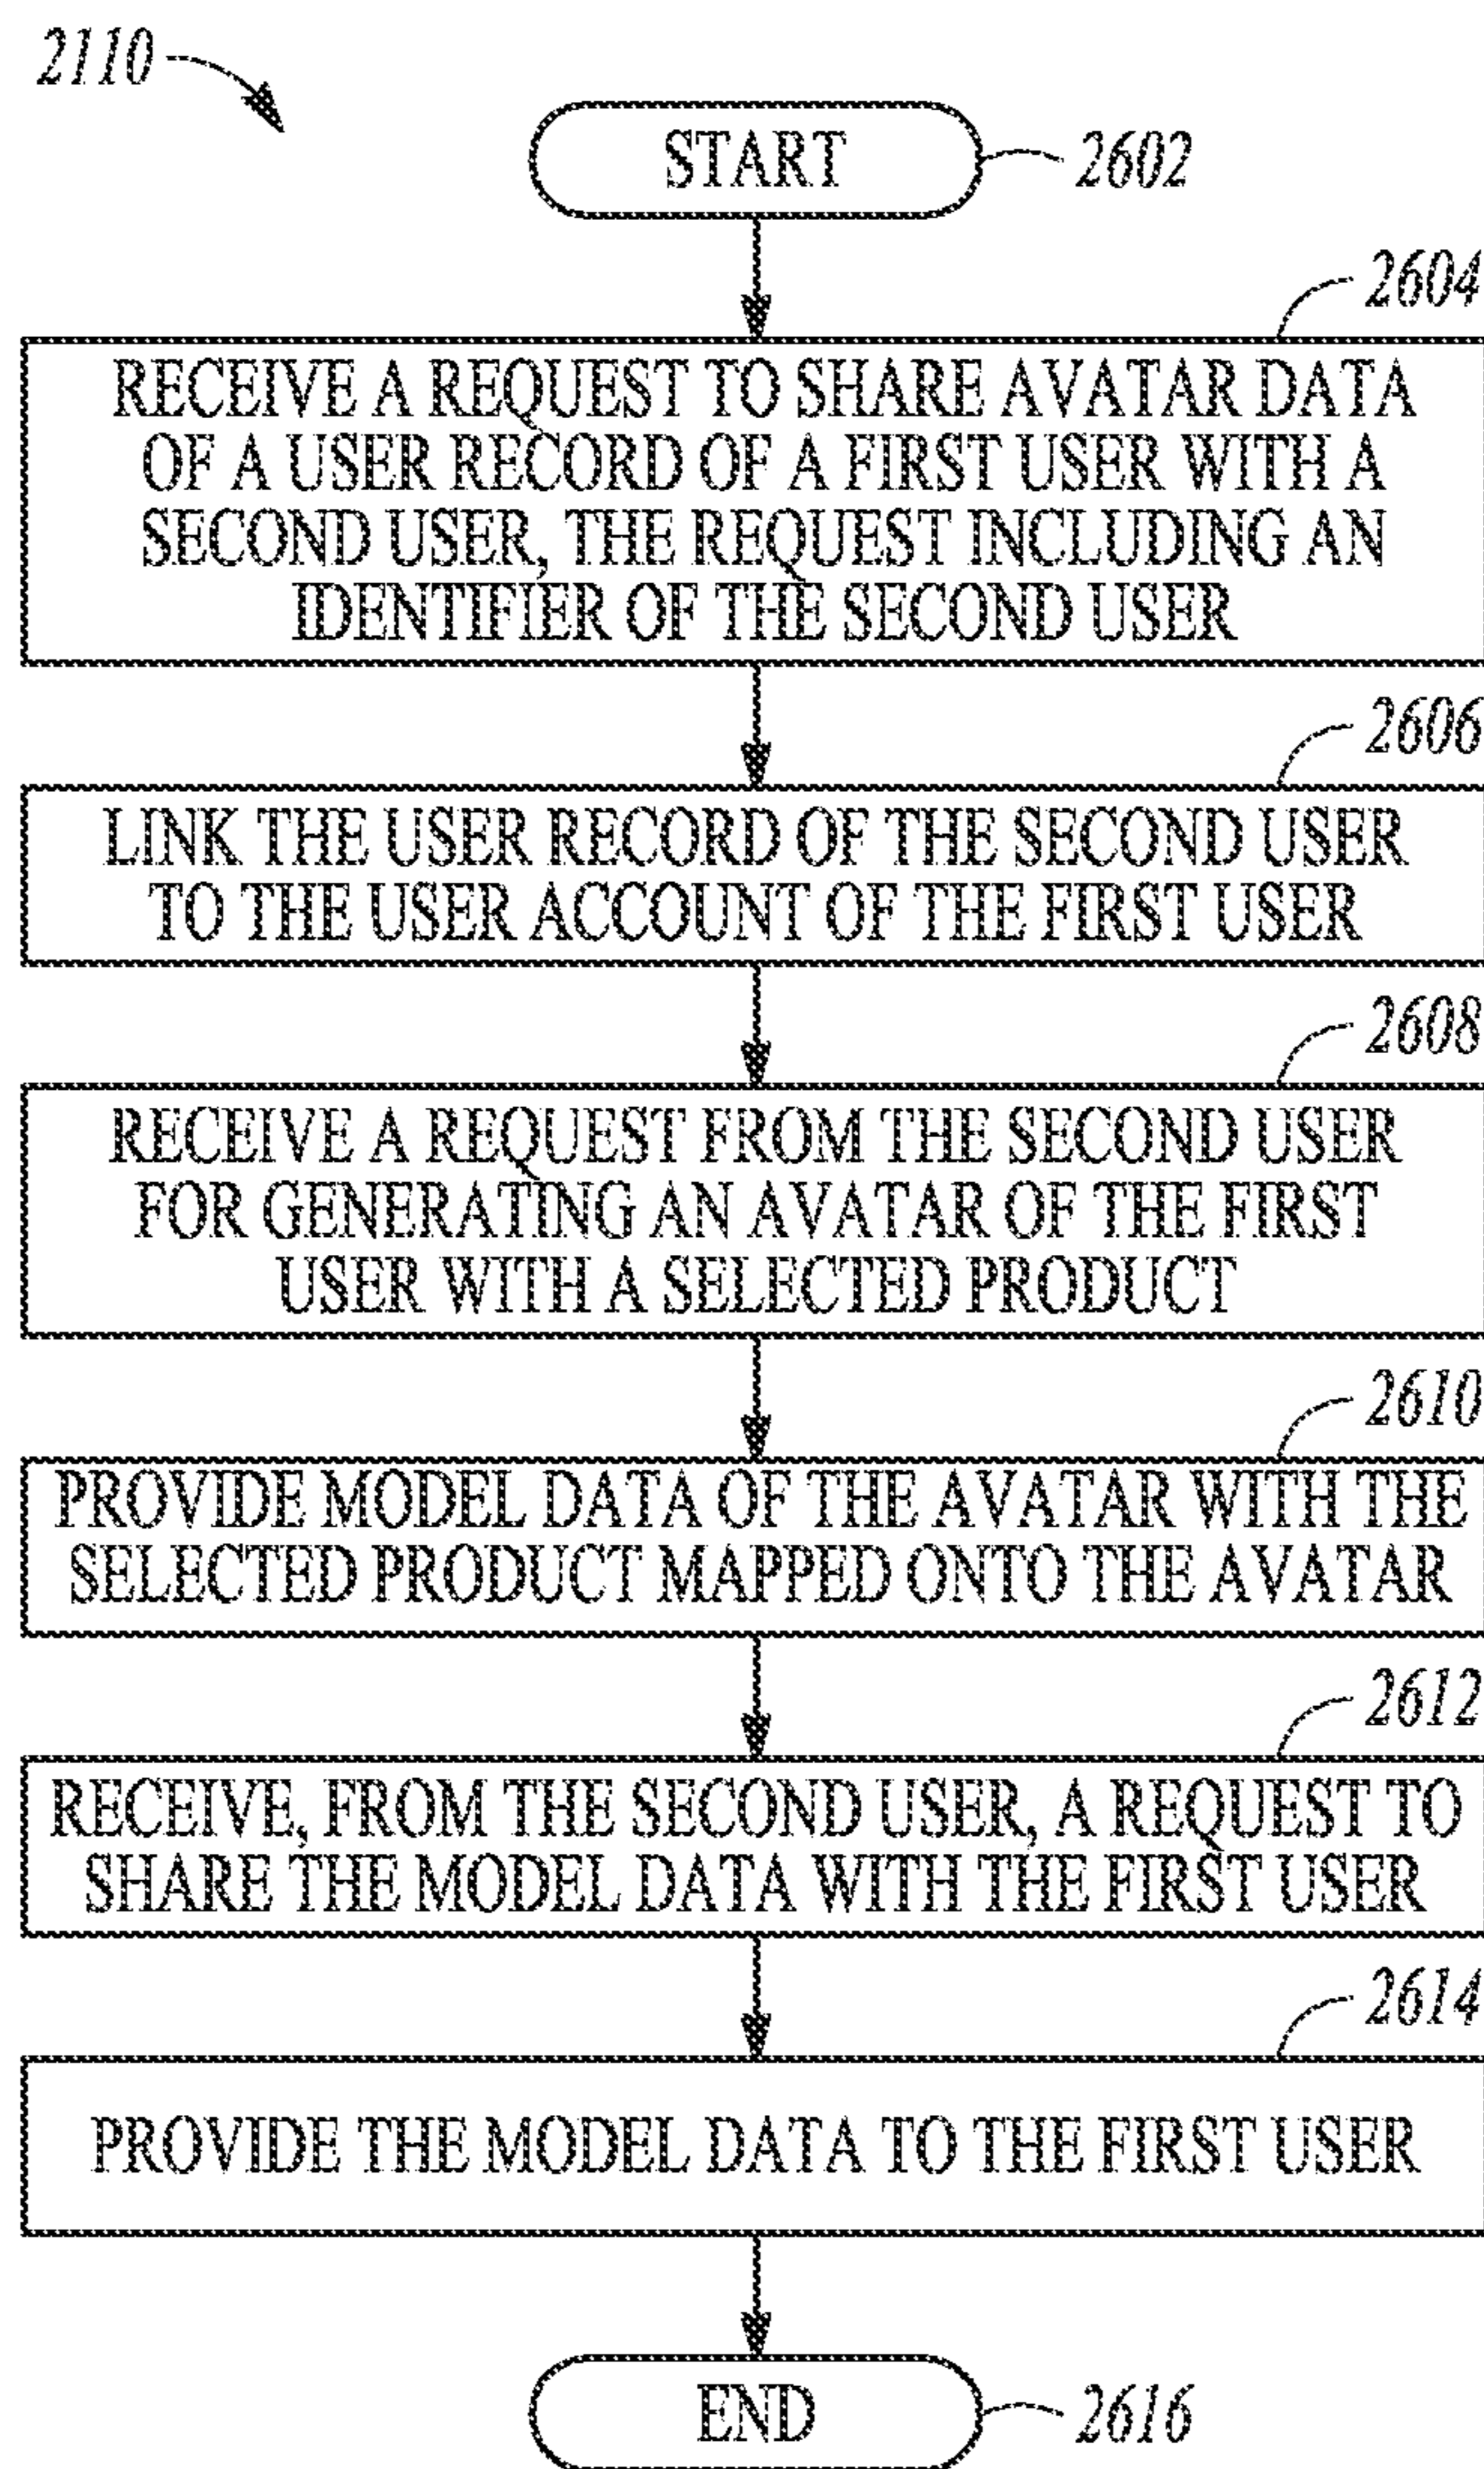 2110
START
2602
2604
RECEIVE A REQUEST TO SHARE AVATAR DATA
OF A USER RECORD OF A FIRST USER WITH A
SECOND USER, THE REQUEST INCLUDING AN
IDENTIFIER OF THE SECOND USER
2606
LINK THE USER RECORD OF THE SECOND USER
TO THE USER ACCOUNT OF THE FIRST USER
2608
RECEIVE A REQUEST FROM THE SECOND USER
FOR GENERATING AN AVATAR OF THE FIRST
USER WITH A SELECTED PRODUCT
2610
PROVIDE MODEL DATA OF THE AVATAR WITH THE
SELECTED PRODUCT MAPPED ONTO THE AVATAR
2612
RECEIVE, FROM THE SECOND USER, A REQUEST TO
SHARE THE MODEL DATA WITH THE FIRST USER
2614
PROVIDE THE MODEL DATA TO THE FIRST USER
END
2616